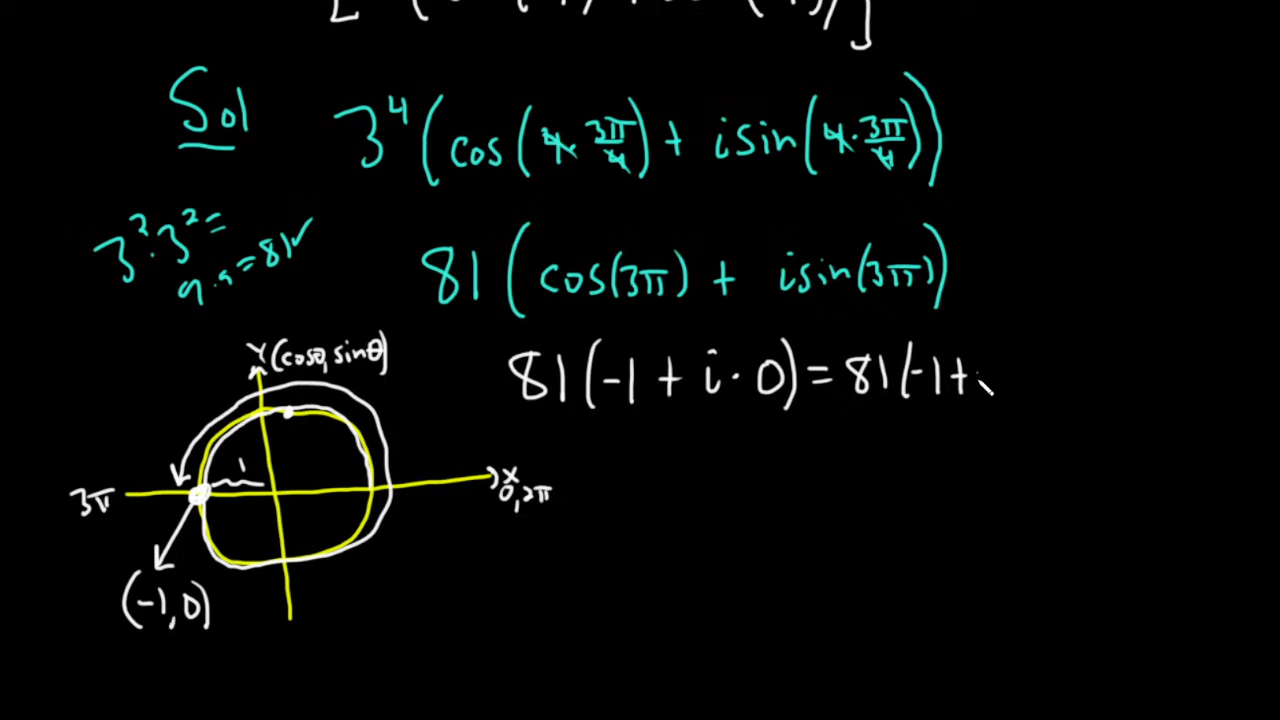 Sol 3⁴(cos(4·3π/4) + isin(4·3π/4))
3²·3² =
9·9 = 81✓
81(cos(3π) + isin(3π))
y (cosθ, sinθ)
81(-1 + i·0) = 81(-1 +
1
3π
x
0, 2π
(-1, 0)